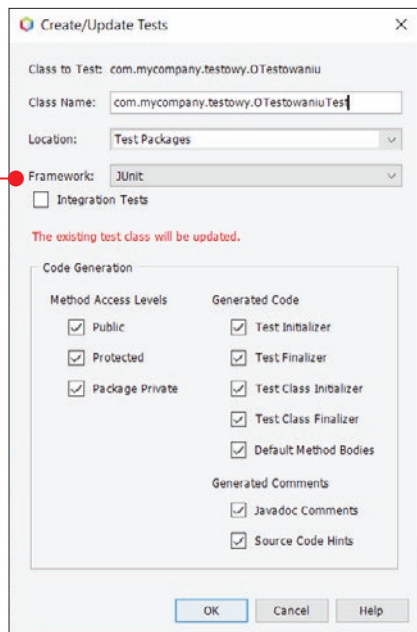 Create/Update Tests
Class to Test: com.mycompany.testowy.OTestowaniu
Class Name: com.mycompany.testowy.OTestowaniuTest
Location: Test Packages
Framework: JUnit
Integration Tests
The existing test class will be updated.
Code Generation
Method Access Levels
Public
Protected
Package Private
Generated Code
Test Initializer
Test Finalizer
Test Class Initializer
Test Class Finalizer
Default Method Bodies
Generated Comments
Javadoc Comments
Source Code Hints
OK Cancel Help